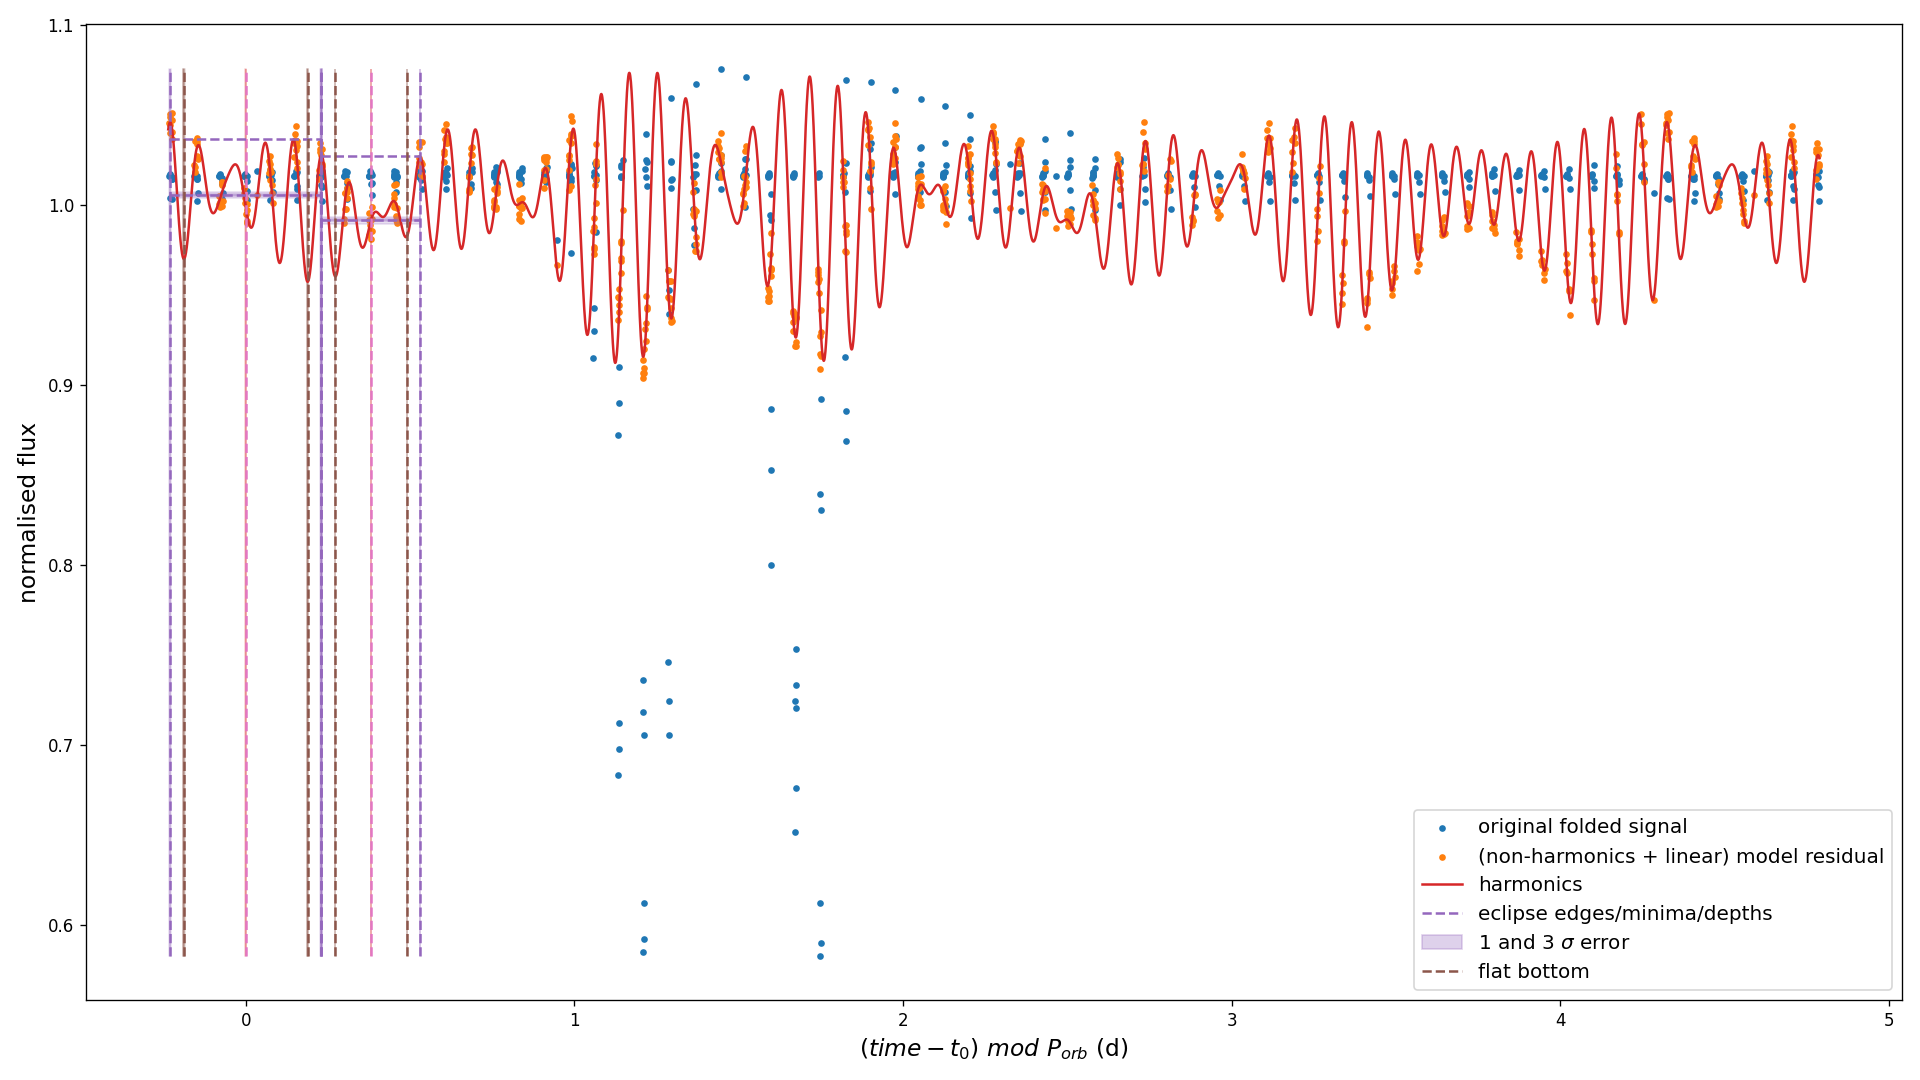 1.1
1.0
0.9
0.8
0.7
0.6
normalised flux
0
1
2
3
4
5
(time − t₀) mod Pₒᵣb (d)
original folded signal
(non-harmonics + linear) model residual
harmonics
eclipse edges/minima/depths
1 and 3 σ error
flat bottom